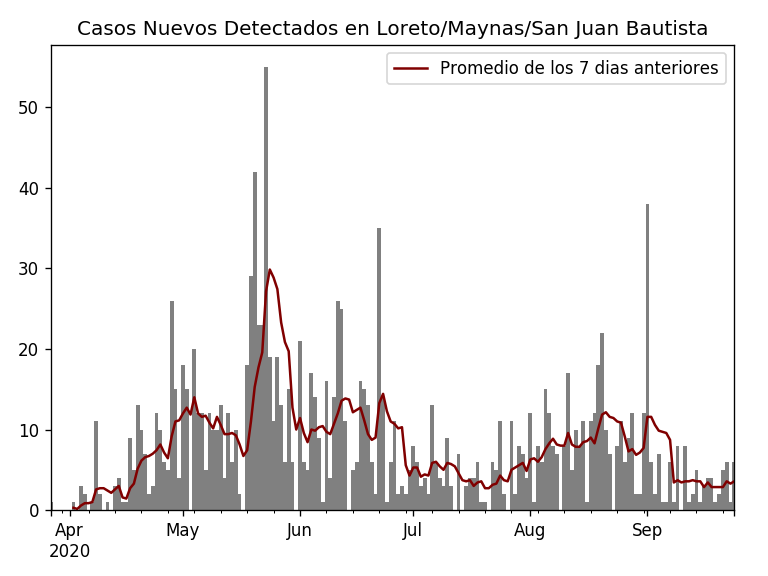 Casos Nuevos Detectados en Loreto/Maynas/San Juan Bautista
Promedio de los 7 dias anteriores
50
40
30
20
10
0
Apr May Jun Jul Aug Sep
2020